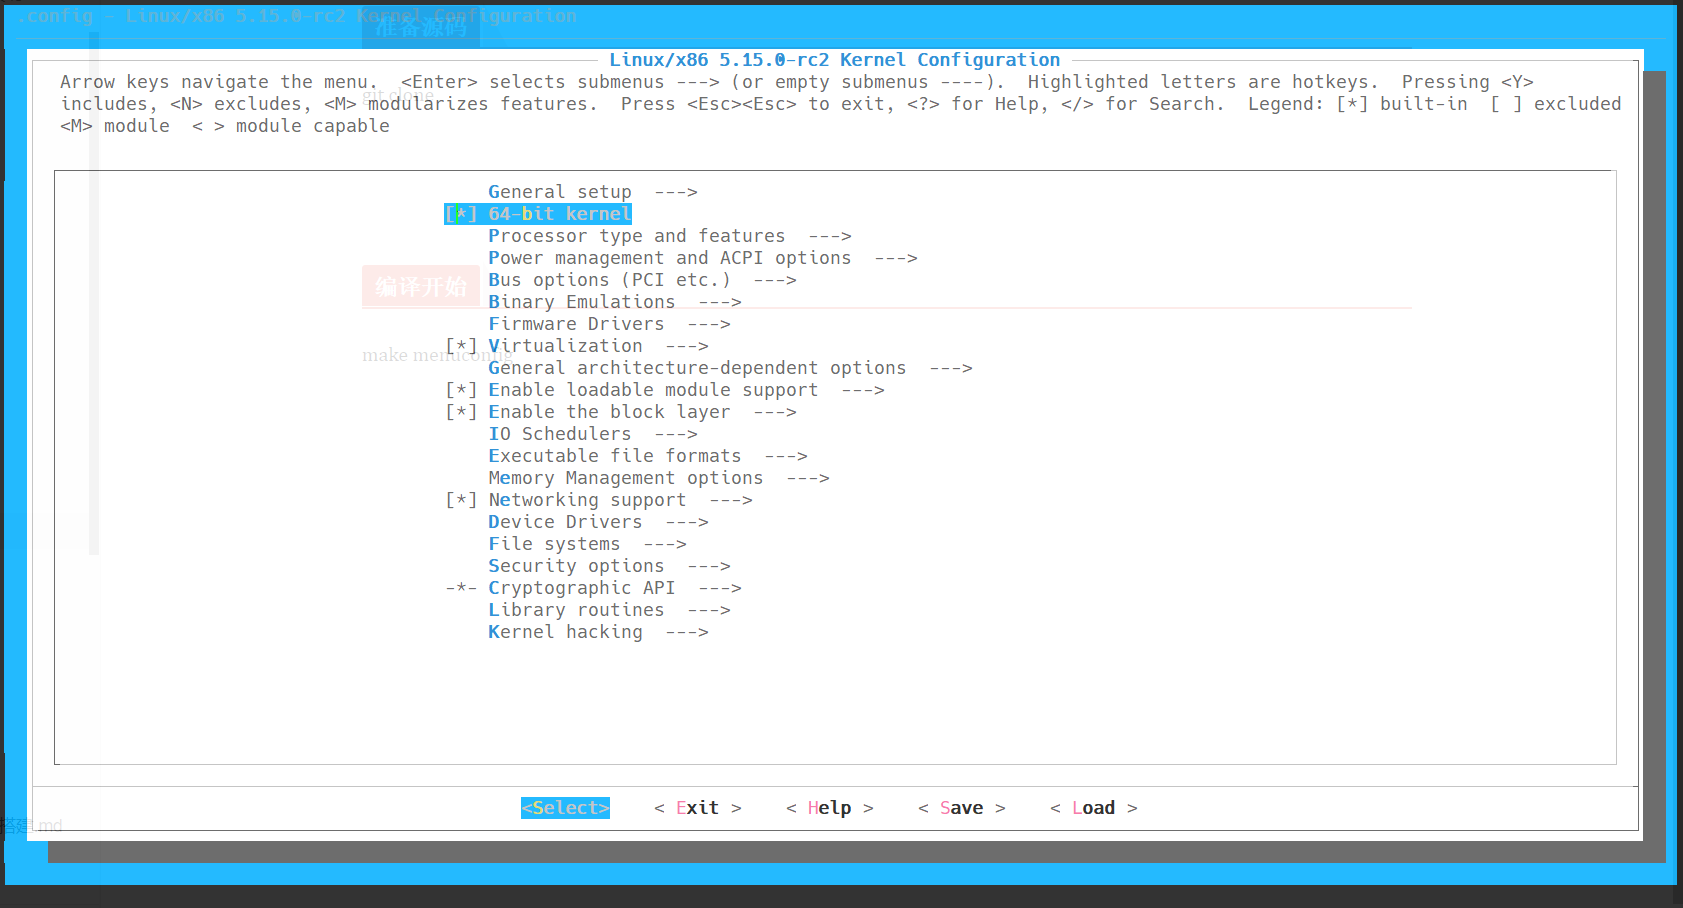 .config - Linux/x86 5.15.0-rc2 Kernel Configuration
准备源码
Linux/x86 5.15.0-rc2 Kernel Configuration
Arrow keys navigate the menu.  <Enter> selects submenus ---> (or empty submenus ----).  Highlighted letters are hotkeys.  Pressing <Y>
git clone
includes, <N> excludes, <M> modularizes features.  Press <Esc><Esc> to exit, <?> for Help, </> for Search.  Legend: [*] built-in  [ ] excluded
<M> module  < > module capable
General setup  --->
[*] 64-bit kernel
Processor type and features  --->
Power management and ACPI options  --->
Bus options (PCI etc.)  --->
编译开始
Binary Emulations  --->
Firmware Drivers  --->
[*] Virtualization  --->
make menuconfig
General architecture-dependent options  --->
[*] Enable loadable module support  --->
[*] Enable the block layer  --->
IO Schedulers  --->
Executable file formats  --->
Memory Management options  --->
[*] Networking support  --->
Device Drivers  --->
File systems  --->
Security options  --->
-*- Cryptographic API  --->
Library routines  --->
Kernel hacking  --->
<Select>    < Exit >    < Help >    < Save >    < Load >
搭建.md